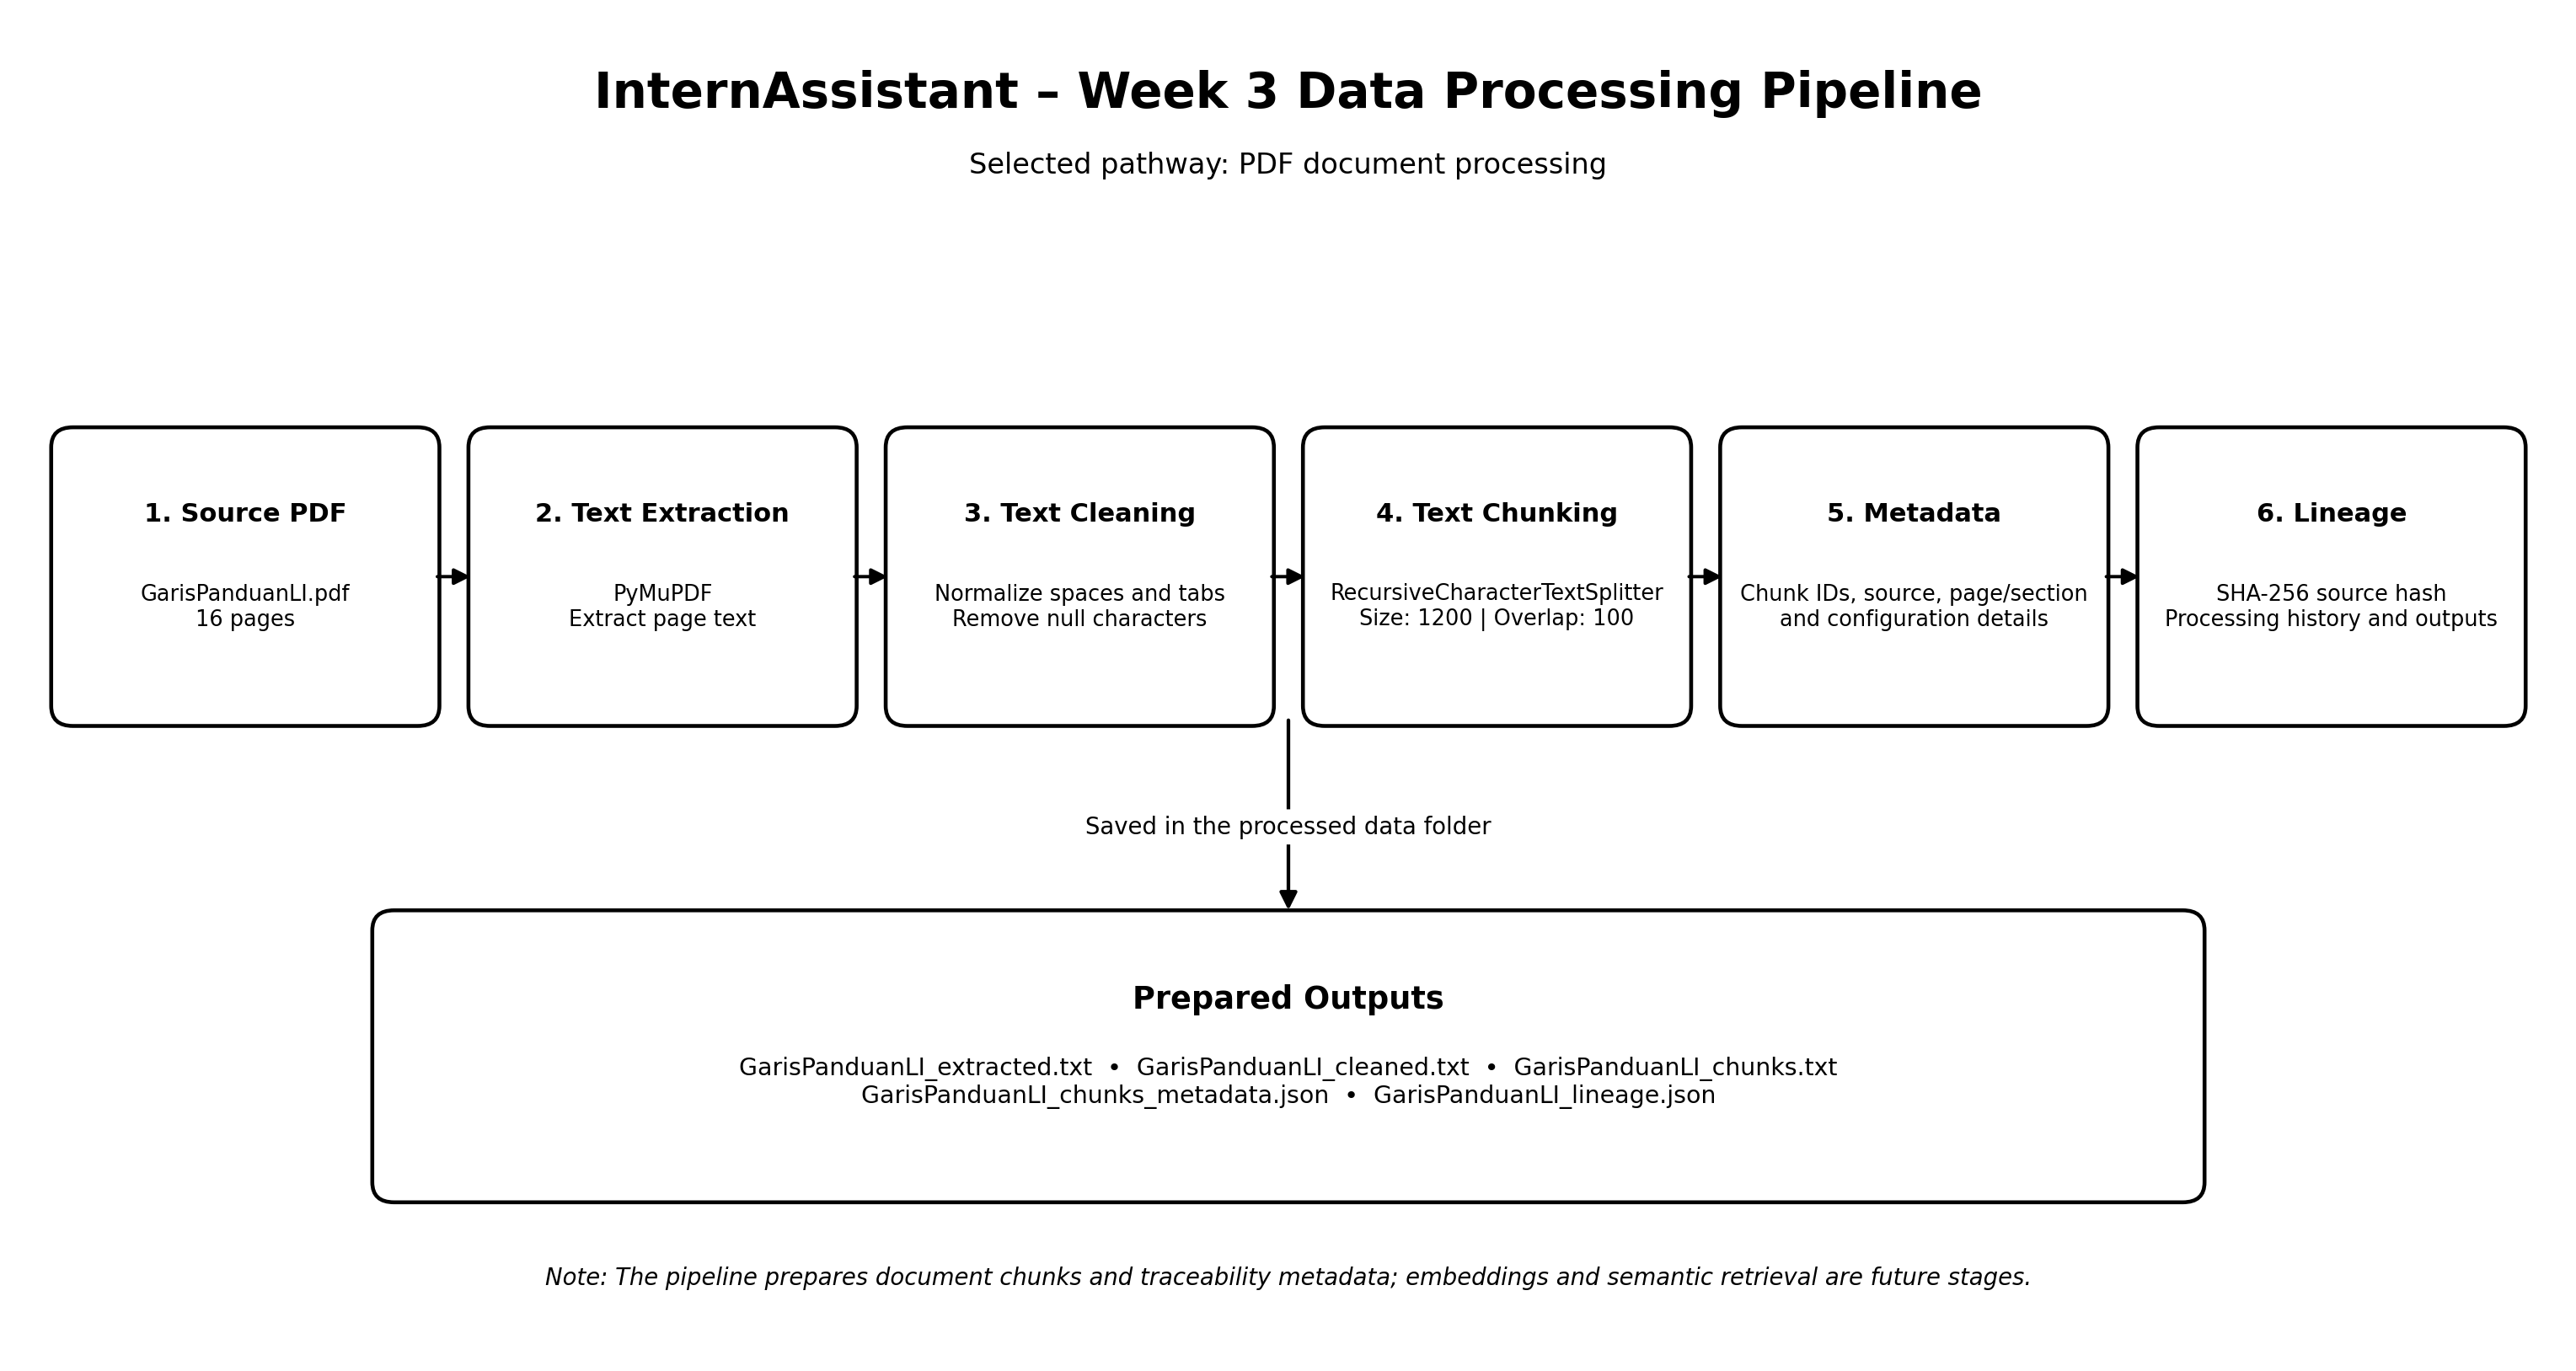 InternAssistant – Week 3 Data Processing Pipeline
Selected pathway: PDF document processing
1. Source PDF
GarisPanduanLI.pdf
16 pages
2. Text Extraction
PyMuPDF
Extract page text
3. Text Cleaning
Normalize spaces and tabs
Remove null characters
4. Text Chunking
RecursiveCharacterTextSplitter
Size: 1200 | Overlap: 100
5. Metadata
Chunk IDs, source, page/section
and configuration details
6. Lineage
SHA-256 source hash
Processing history and outputs
Saved in the processed data folder
Prepared Outputs
GarisPanduanLI_extracted.txt • GarisPanduanLI_cleaned.txt • GarisPanduanLI_chunks.txt
GarisPanduanLI_chunks_metadata.json • GarisPanduanLI_lineage.json
Note: The pipeline prepares document chunks and traceability metadata; embeddings and semantic retrieval are future stages.